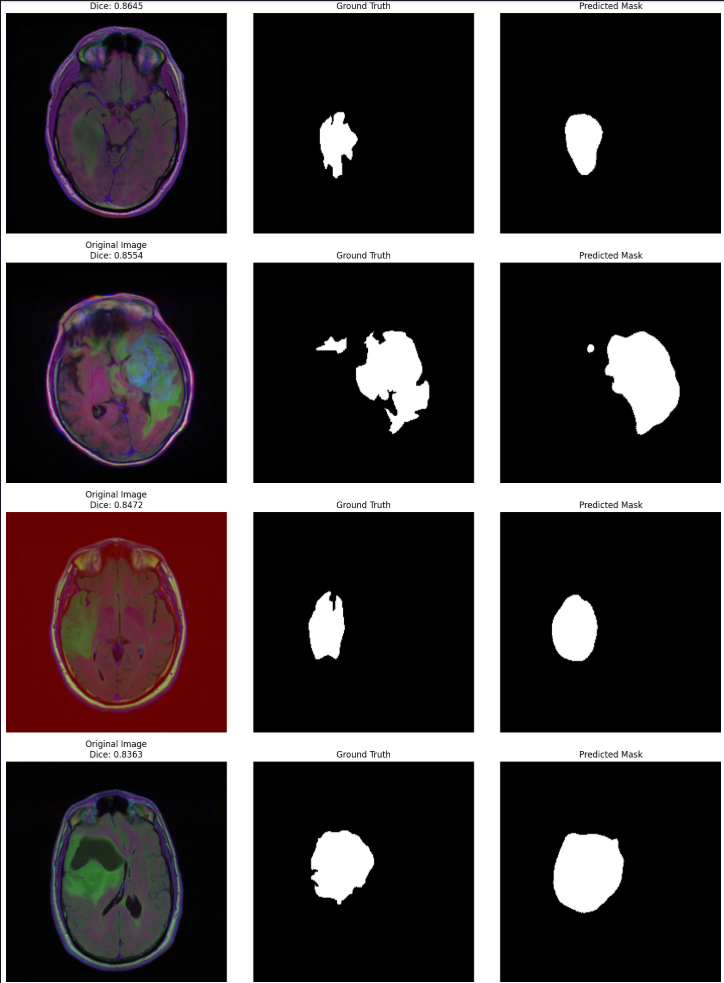 Dice: 0.8645
Ground Truth
Predicted Mask
Original Image
Dice: 0.8554
Ground Truth
Predicted Mask
Original Image
Dice: 0.8472
Ground Truth
Predicted Mask
Original Image
Dice: 0.8363
Ground Truth
Predicted Mask